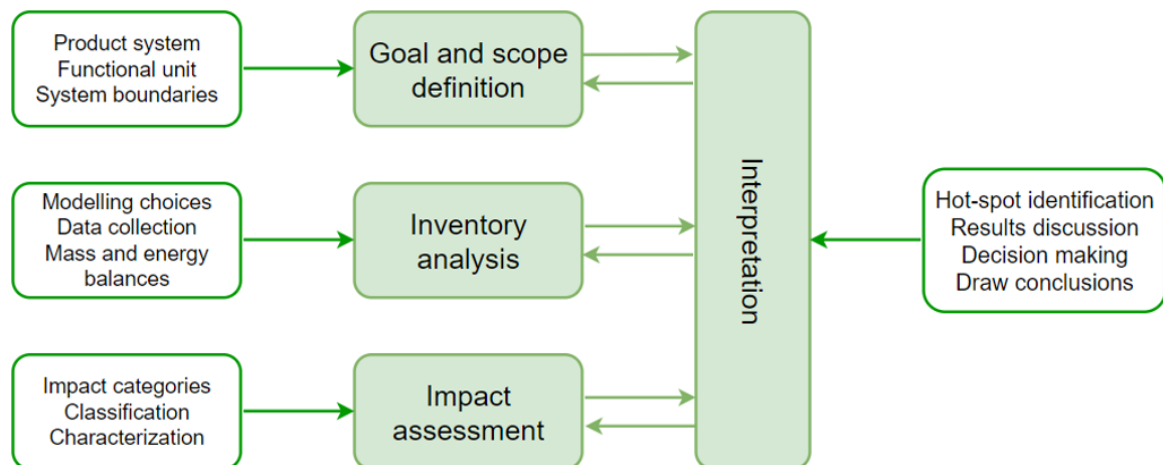 Product system
Functional unit
System boundaries
Goal and scope
definition
Modelling choices
Data collection
Mass and energy
balances
Inventory
analysis
Impact categories
Classification
Characterization
Impact
assessment
Interpretation
Hot-spot identification
Results discussion
Decision making
Draw conclusions